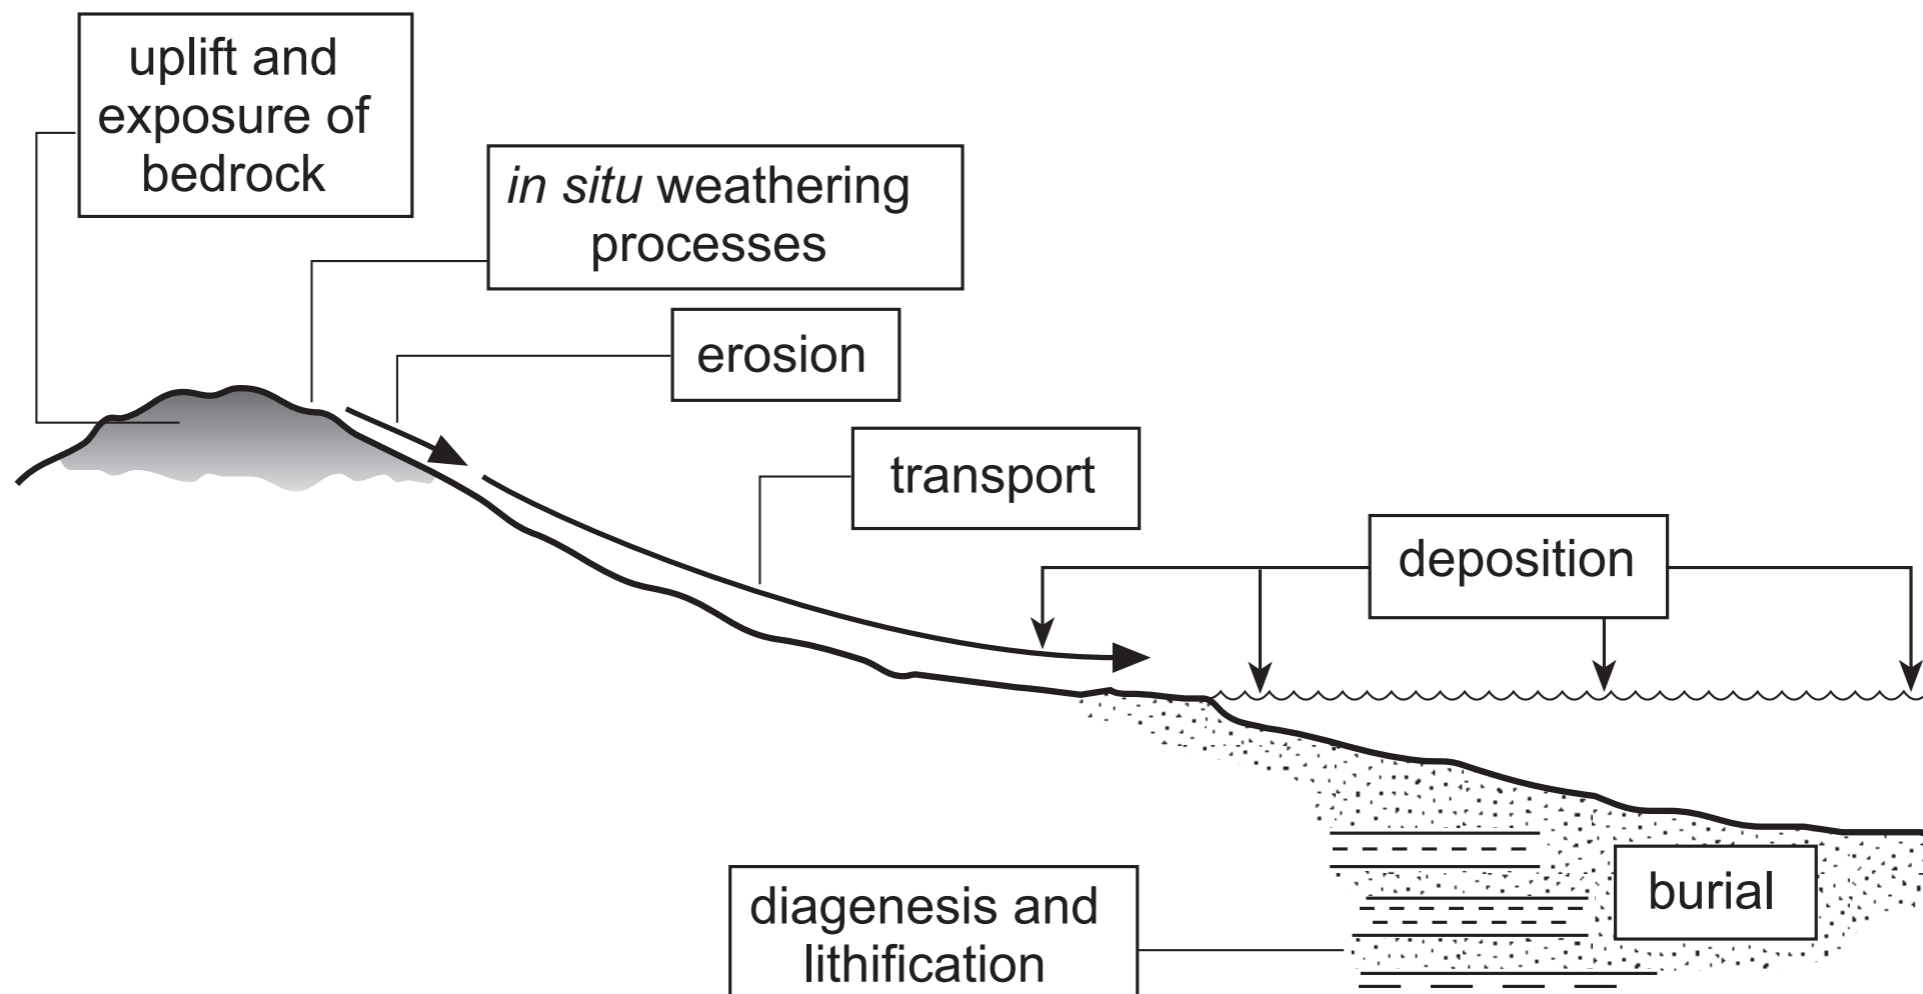 uplift and
exposure of
bedrock
in situ weathering
processes
erosion
transport
deposition
burial
diagenesis and
lithification